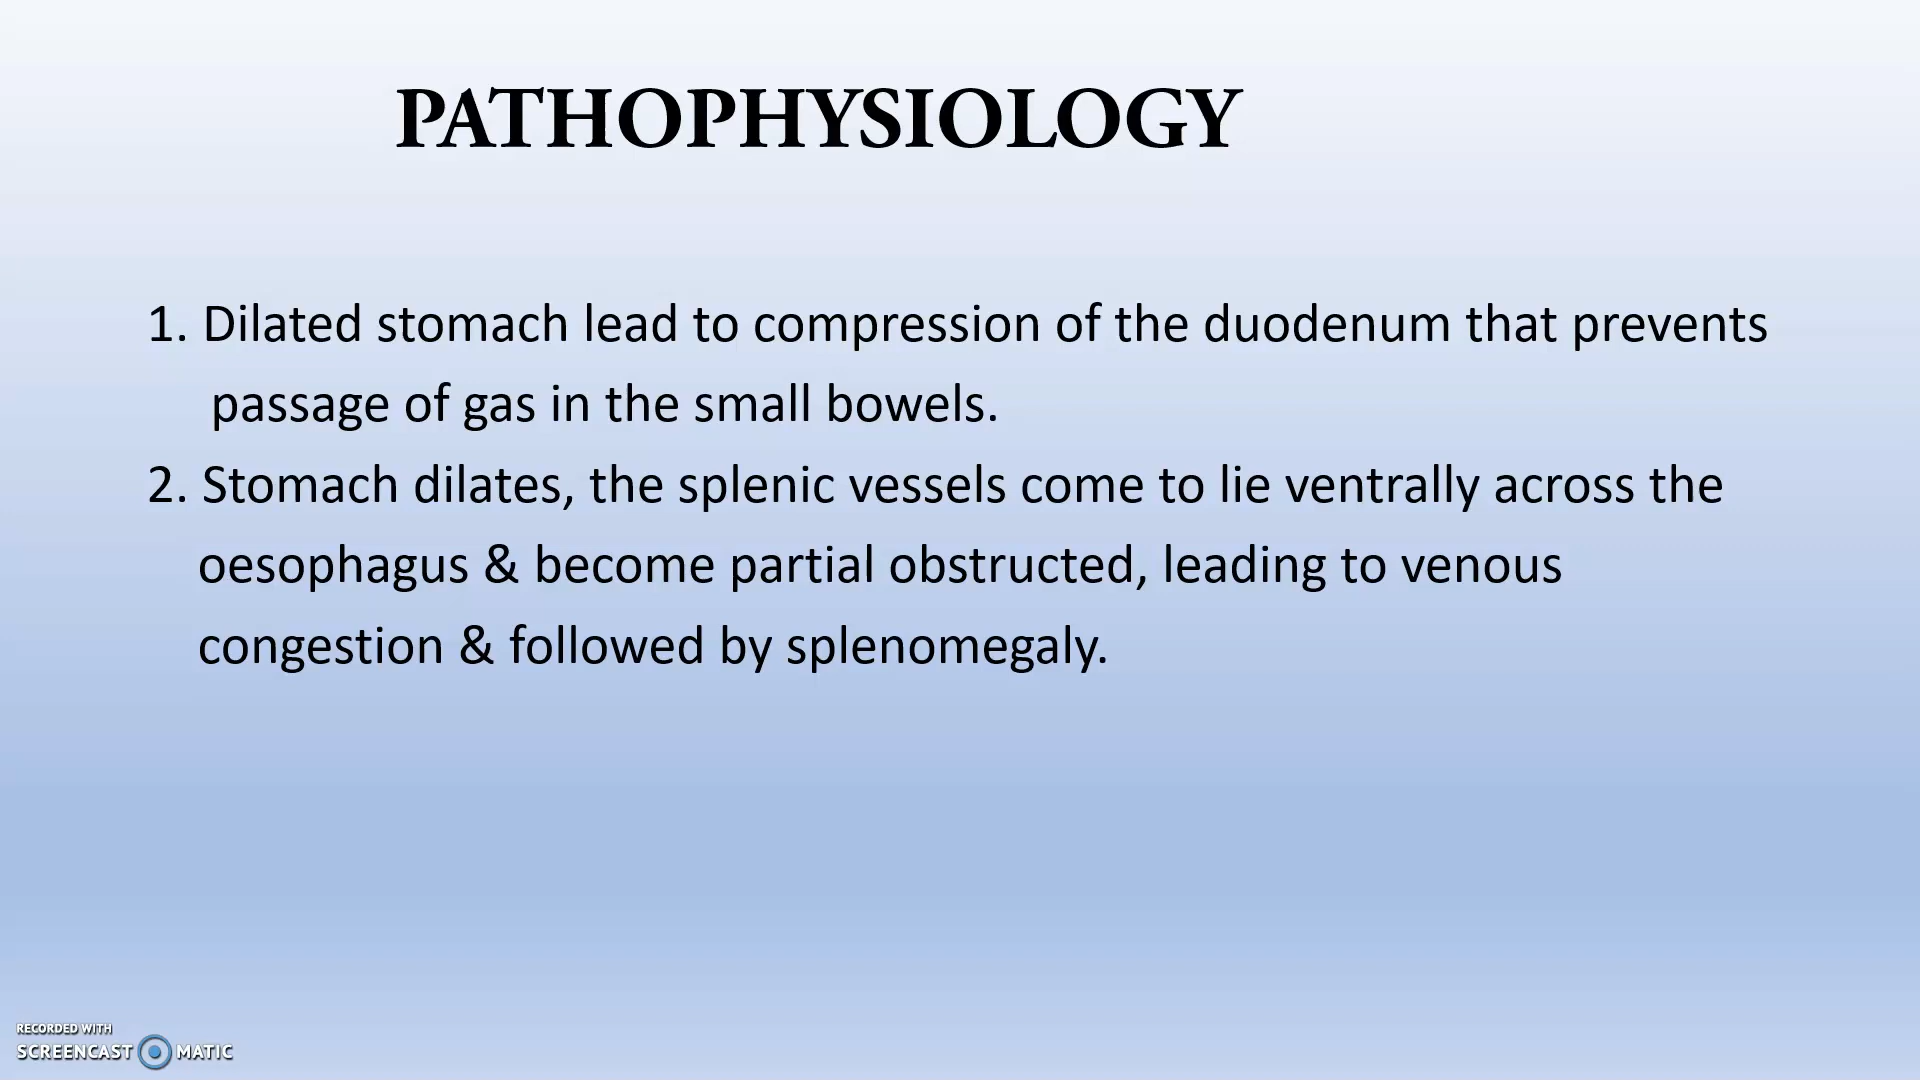 PATHOPHYSIOLOGY
1. Dilated stomach lead to compression of the duodenum that prevents
passage of gas in the small bowels.
2. Stomach dilates, the splenic vessels come to lie ventrally across the
oesophagus & become partial obstructed, leading to venous
congestion & followed by splenomegaly.
RECORDED WITH
SCREENCAST MATIC